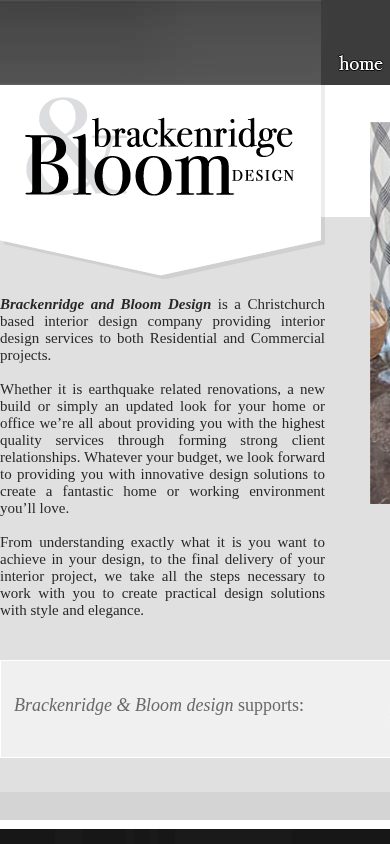 home
&
brackenridge
Bloom DESIGN
Brackenridge and Bloom Design is a Christchurch
based interior design company providing interior
design services to both Residential and Commercial
projects.
Whether it is earthquake related renovations, a new
build or simply an updated look for your home or
office we’re all about providing you with the highest
quality services through forming strong client
relationships. Whatever your budget, we look forward
to providing you with innovative design solutions to
create a fantastic home or working environment
you’ll love.
From understanding exactly what it is you want to
achieve in your design, to the final delivery of your
interior project, we take all the steps necessary to
work with you to create practical design solutions
with style and elegance.
Brackenridge & Bloom design supports: